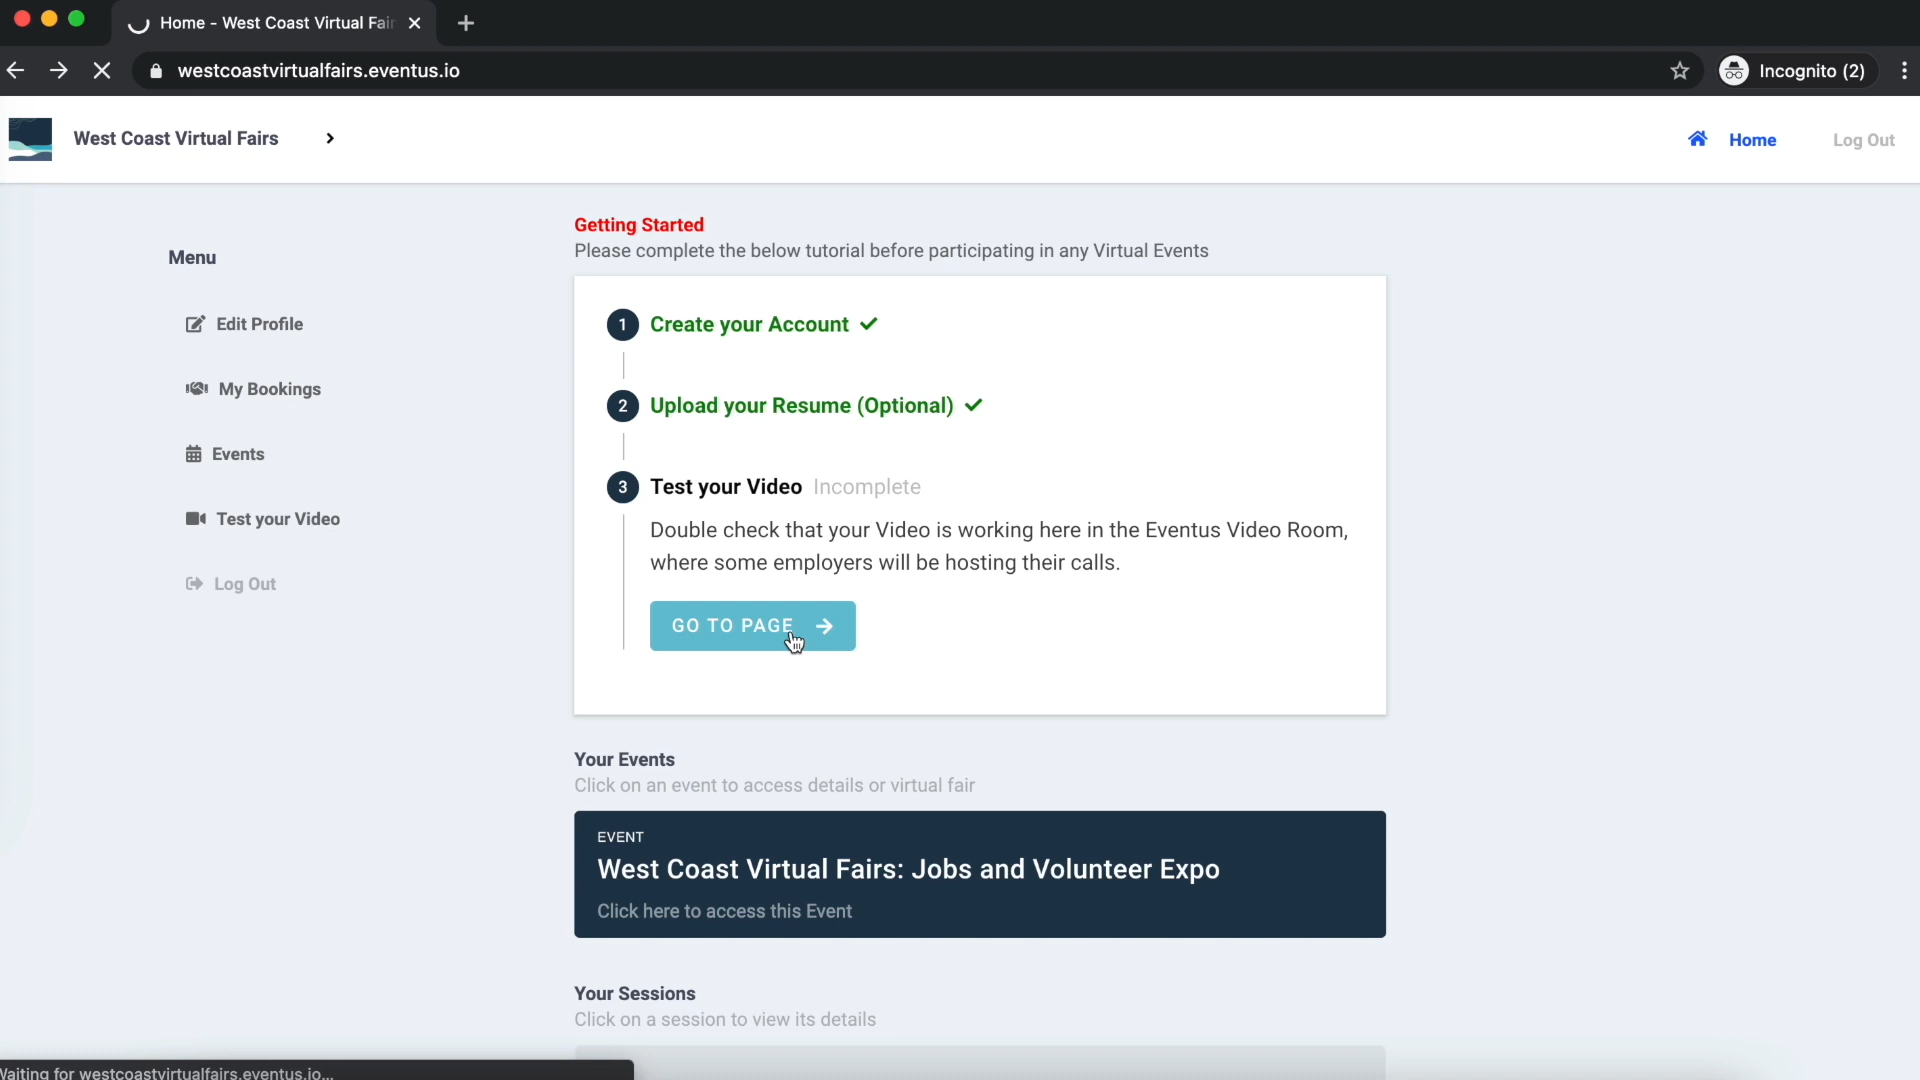 Home - West Coast Virtual Fair
westcoastvirtualfairs.eventus.io
Incognito (2)
West Coast Virtual Fairs
Home
Log Out
Menu
Edit Profile
My Bookings
Events
Test your Video
Log Out
Getting Started
Please complete the below tutorial before participating in any Virtual Events
1 Create your Account
2 Upload your Resume (Optional)
3 Test your Video Incomplete
Double check that your Video is working here in the Eventus Video Room,
where some employers will be hosting their calls.
GO TO PAGE
Your Events
Click on an event to access details or virtual fair
EVENT
West Coast Virtual Fairs: Jobs and Volunteer Expo
Click here to access this Event
Your Sessions
Click on a session to view its details
Waiting for westcoastvirtualfairs.eventus.io...